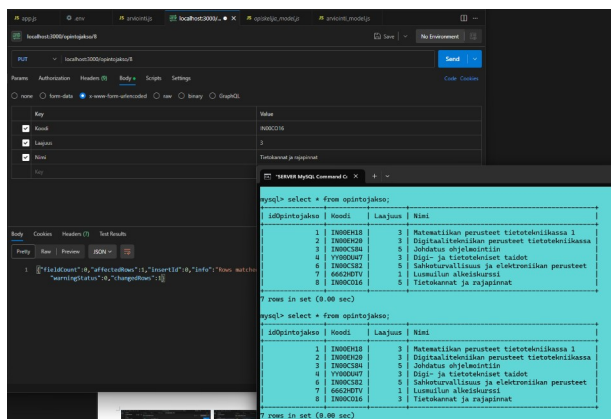 app.js .env arviointi.js localhost:3000/... opiskelija_model.js arviointi_model.js
localhost:3000/opintojakso/8 Save No Environment
PUT localhost:3000/opintojakso/8 Send
Params Authorization Headers (9) Body Scripts Settings Code Cookies
none form-data x-www-form-urlencoded raw binary GraphQL
Key Value
Koodi IN00CO16
Laajuus 3
Nimi Tietokannat ja rajapinnat
Key
Body Cookies Headers (7) Test Results
Pretty Raw Preview JSON
1 {"fieldCount":0,"affectedRows":1,"insertId":0,"info":"Rows matche
"warningStatus":0,"changedRows":1}
"SERVER MySQL Command Cl
mysql> select * from opintojakso;
| idOpintojakso | Koodi | Laajuus | Nimi |
| 1 | IN00EH18 | 3 | Matematiikan perusteet tietotekniikassa 1 |
| 2 | IN00EH20 | 3 | Digitaalitekniikan perusteet tietotekniikassa |
| 3 | IN00CS84 | 5 | Johdatus ohjelmointiin |
| 4 | YY00DU47 | 3 | Digi- ja tietotekniset taidot |
| 6 | IN00CS82 | 5 | Sahkoturvallisuus ja elektroniikan perusteet |
| 7 | 6662HDTV | 1 | Lusmuilun alkeiskurssi |
| 8 | IN00CO16 | 5 | Tietokannat ja rajapinnat |
7 rows in set (0.00 sec)
mysql> select * from opintojakso;
| idOpintojakso | Koodi | Laajuus | Nimi |
| 1 | IN00EH18 | 3 | Matematiikan perusteet tietotekniikassa 1 |
| 2 | IN00EH20 | 3 | Digitaalitekniikan perusteet tietotekniikassa |
| 3 | IN00CS84 | 5 | Johdatus ohjelmointiin |
| 4 | YY00DU47 | 3 | Digi- ja tietotekniset taidot |
| 6 | IN00CS82 | 5 | Sahkoturvallisuus ja elektroniikan perusteet |
| 7 | 6662HDTV | 1 | Lusmuilun alkeiskurssi |
| 8 | IN00CO16 | 3 | Tietokannat ja rajapinnat |
7 rows in set (0.00 sec)